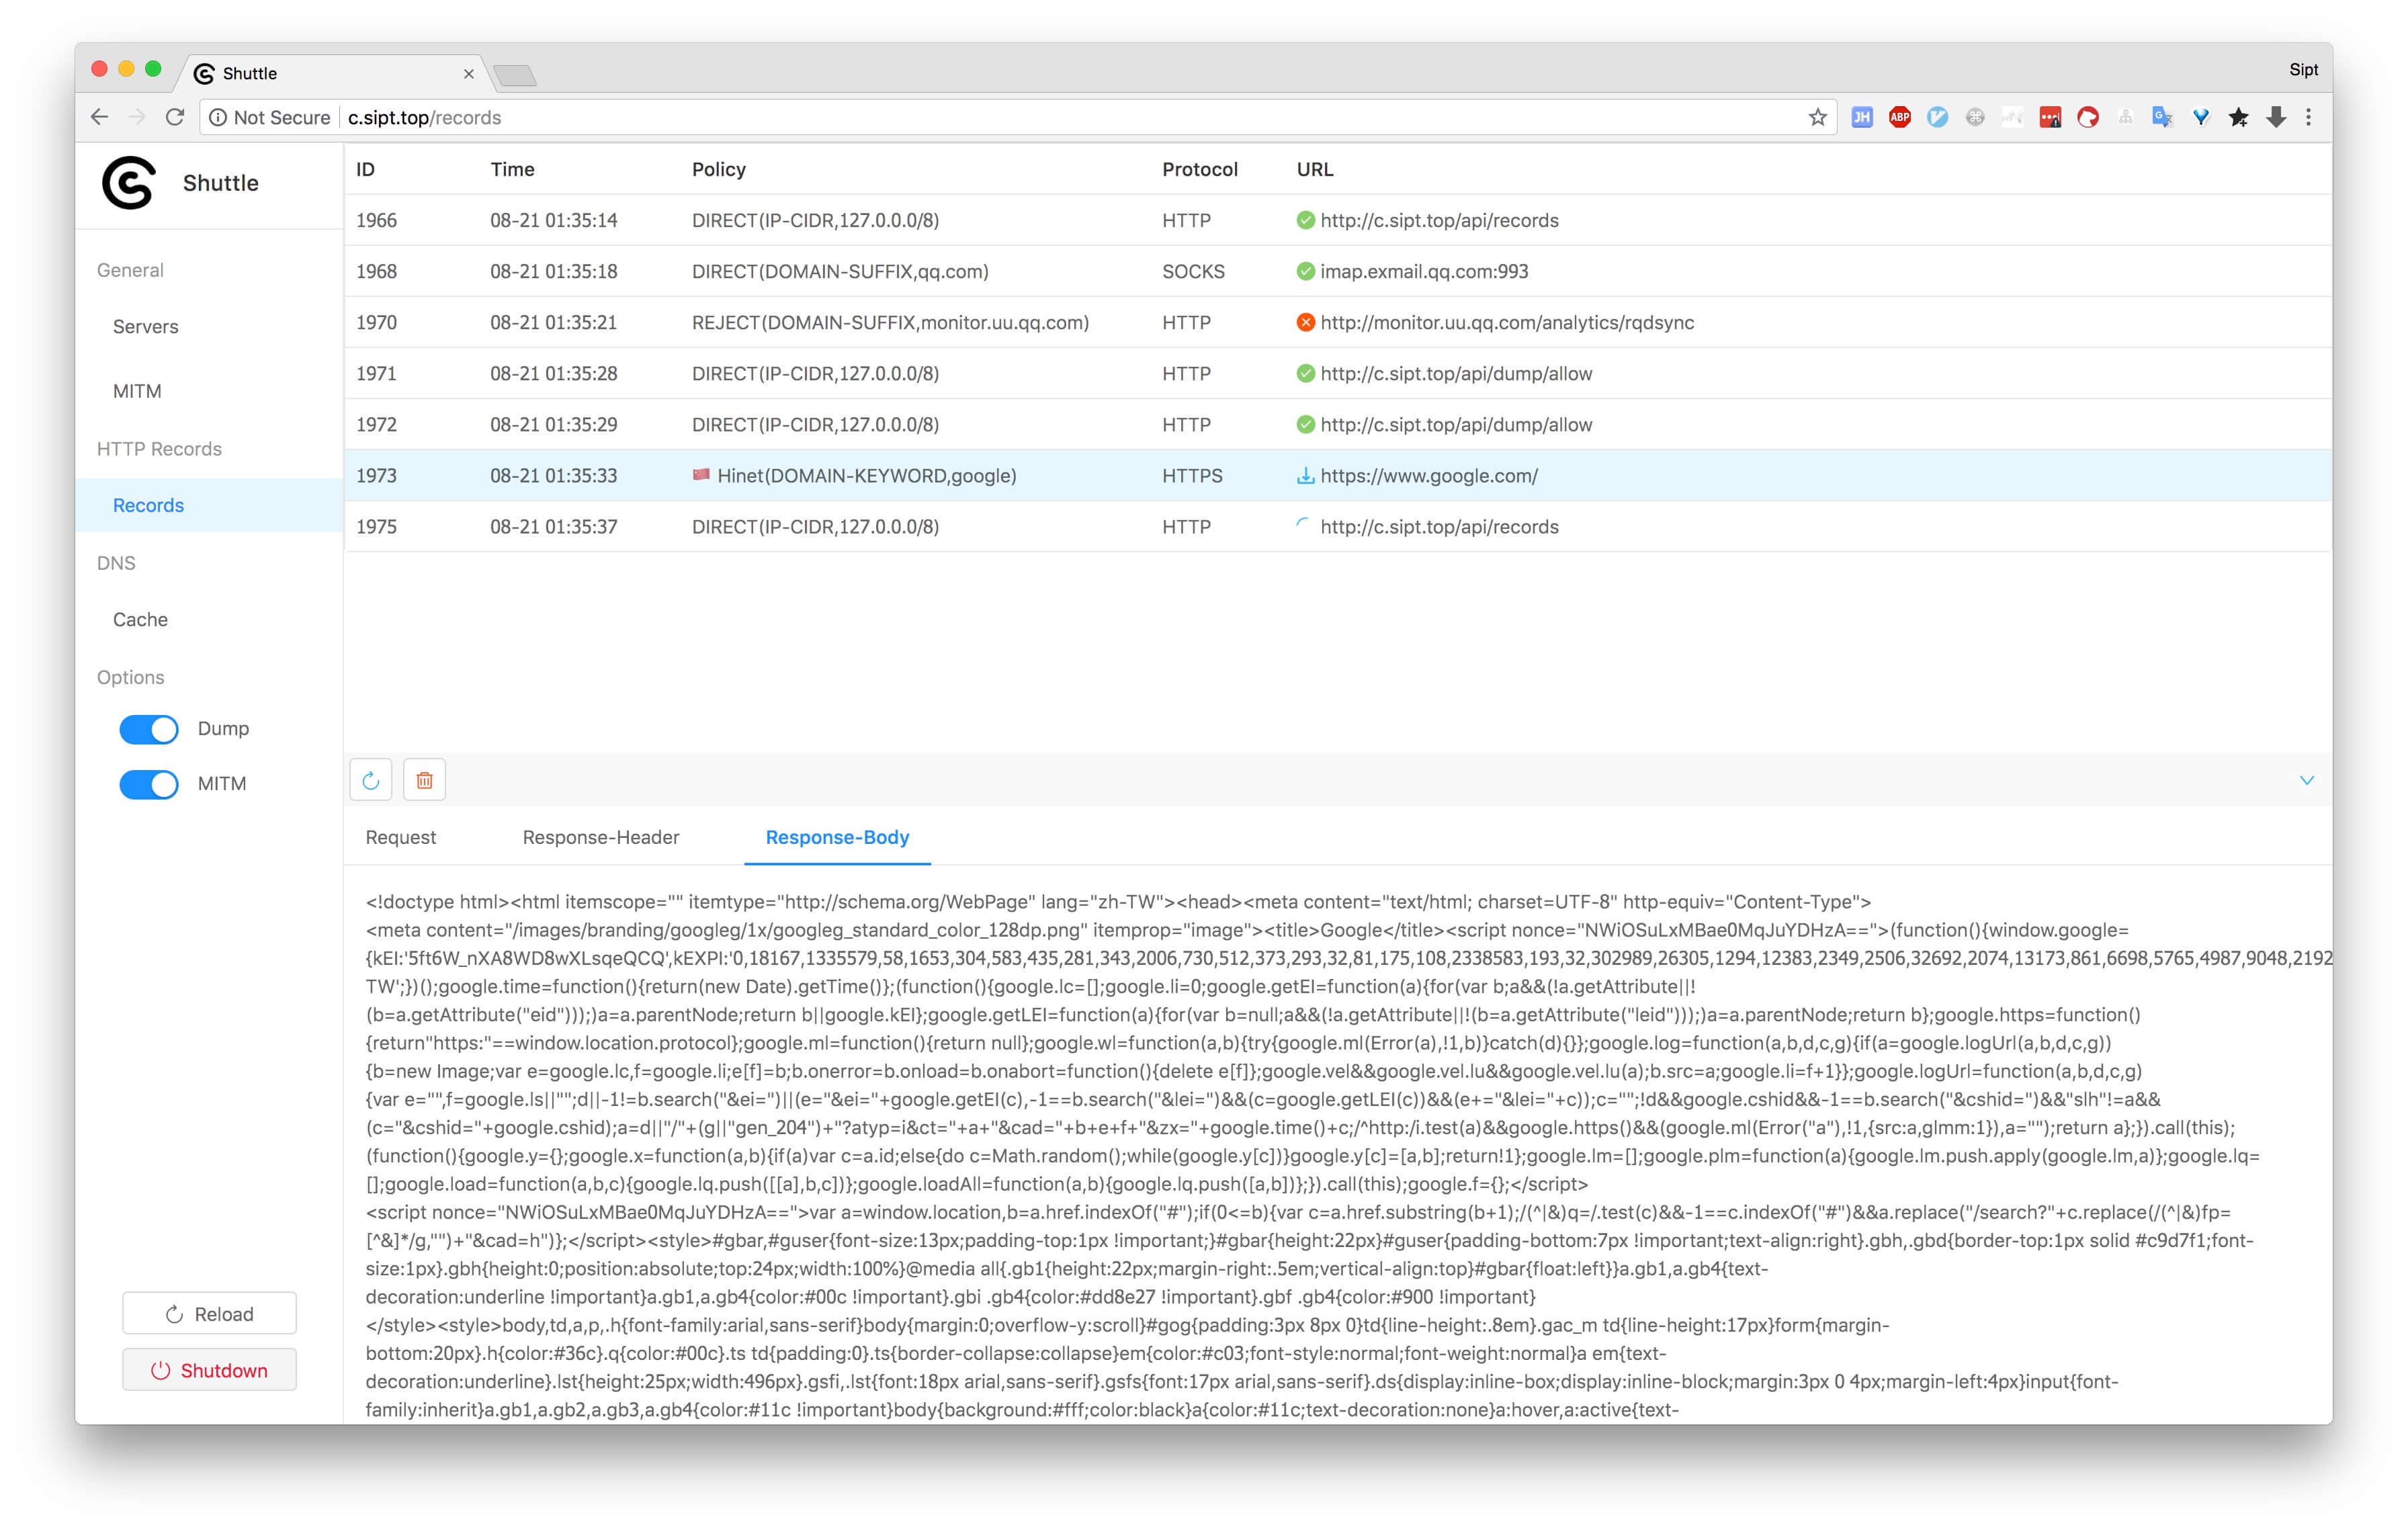 Shuttle
Sipt
Not Secure c.sipt.top/records
JH ABP
Shuttle
General
Servers
MITM
HTTP Records
Records
DNS
Cache
Options
Dump
MITM
Reload
Shutdown
ID Time Policy Protocol URL
1966 08-21 01:35:14 DIRECT(IP-CIDR,127.0.0.0/8) HTTP http://c.sipt.top/api/records
1968 08-21 01:35:18 DIRECT(DOMAIN-SUFFIX,qq.com) SOCKS imap.exmail.qq.com:993
1970 08-21 01:35:21 REJECT(DOMAIN-SUFFIX,monitor.uu.qq.com) HTTP http://monitor.uu.qq.com/analytics/rqdsync
1971 08-21 01:35:28 DIRECT(IP-CIDR,127.0.0.0/8) HTTP http://c.sipt.top/api/dump/allow
1972 08-21 01:35:29 DIRECT(IP-CIDR,127.0.0.0/8) HTTP http://c.sipt.top/api/dump/allow
1973 08-21 01:35:33 Hinet(DOMAIN-KEYWORD,google) HTTPS https://www.google.com/
1975 08-21 01:35:37 DIRECT(IP-CIDR,127.0.0.0/8) HTTP http://c.sipt.top/api/records
Request Response-Header Response-Body
<!doctype html><html itemscope="" itemtype="http://schema.org/WebPage" lang="zh-TW"><head><meta content="text/html; charset=UTF-8" http-equiv="Content-Type">
<meta content="/images/branding/googleg/1x/googleg_standard_color_128dp.png" itemprop="image"><title>Google</title><script nonce="NWiOSuLxMBae0MqJuYDHzA==">(function(){window.google=
{kEI:'5ft6W_nXA8WD8wXLsqeQCQ',kEXPI:'0,18167,1335579,58,1653,304,583,435,281,343,2006,730,512,373,293,32,81,175,108,2338583,193,32,302989,26305,1294,12383,2349,2506,32692,2074,13173,861,6698,5765,4987,9048,2192
TW';})();google.time=function(){return(new Date).getTime()};(function(){google.lc=[];google.li=0;google.getEI=function(a){for(var b;a&&(!a.getAttribute||!
(b=a.getAttribute("eid")));)a=a.parentNode;return b||google.kEI};google.getLEI=function(a){for(var b=null;a&&(!a.getAttribute||!(b=a.getAttribute("leid")));)a=a.parentNode;return b};google.https=function()
{return"https:"==window.location.protocol};google.ml=function(){return null};google.wl=function(a,b){try{google.ml(Error(a),!1,b)}catch(d){}};google.log=function(a,b,d,c,g){if(a=google.logUrl(a,b,d,c,g))
{b=new Image;var e=google.lc,f=google.li;e[f]=b;b.onerror=b.onload=b.onabort=function(){delete e[f]};google.vel&&google.vel.lu&&google.vel.lu(a);b.src=a;google.li=f+1}};google.logUrl=function(a,b,d,c,g)
{var e="",f=google.ls||"";d||-1!=b.search("&ei=")||(e="&ei="+google.getEI(c),-1==b.search("&lei=")&&(c=google.getLEI(c))&&(e+="&lei="+c));c="";!d&&google.cshid&&-1==b.search("&cshid=")&&"slh"!=a&&
(c="&cshid="+google.cshid);a=d||"/"+(g||"gen_204")+"?atyp=i&ct="+a+"&cad="+b+e+f+"&zx="+google.time()+c;/^http:/i.test(a)&&google.https()&&(google.ml(Error("a"),!1,{src:a,glmm:1}),a="");return a};}).call(this);
(function(){google.y={};google.x=function(a,b){if(a)var c=a.id;else{do c=Math.random();while(google.y[c])}google.y[c]=[a,b];return!1};google.lm=[];google.plm=function(a){google.lm.push.apply(google.lm,a)};google.lq=
[];google.load=function(a,b,c){google.lq.push([[a],b,c])};google.loadAll=function(a,b){google.lq.push([a,b])};}).call(this);google.f={};</script>
<script nonce="NWiOSuLxMBae0MqJuYDHzA==">var a=window.location,b=a.href.indexOf("#");if(0<=b){var c=a.href.substring(b+1);/(^|&)q=/.test(c)&&-1==c.indexOf("#")&&a.replace("/search?"+c.replace(/(^|&)fp=
[^&]*/g,"")+"&cad=h")};</script><style>#gbar,#guser{font-size:13px;padding-top:1px !important;}#gbar{height:22px}#guser{padding-bottom:7px !important;text-align:right}.gbh,.gbd{border-top:1px solid #c9d7f1;font-
size:1px}.gbh{height:0;position:absolute;top:24px;width:100%}@media all{.gb1{height:22px;margin-right:.5em;vertical-align:top}#gbar{float:left}}a.gb1,a.gb4{text-
decoration:underline !important}a.gb1,a.gb4{color:#00c !important}.gbi .gb4{color:#dd8e27 !important}.gbf .gb4{color:#900 !important}
</style><style>body,td,a,p,.h{font-family:arial,sans-serif}body{margin:0;overflow-y:scroll}#gog{padding:3px 8px 0}td{line-height:.8em}.gac_m td{line-height:17px}form{margin-
bottom:20px}.h{color:#36c}.q{color:#00c}.ts td{padding:0}.ts{border-collapse:collapse}em{color:#c03;font-style:normal;font-weight:normal}a em{text-
decoration:underline}.lst{height:25px;width:496px}.gsfi,.lst{font:18px arial,sans-serif}.gsfs{font:17px arial,sans-serif}.ds{display:inline-box;display:inline-block;margin:3px 0 4px;margin-left:4px}input{font-
family:inherit}a.gb1,a.gb2,a.gb3,a.gb4{color:#11c !important}body{background:#fff;color:black}a{color:#11c;text-decoration:none}a:hover,a:active{text-